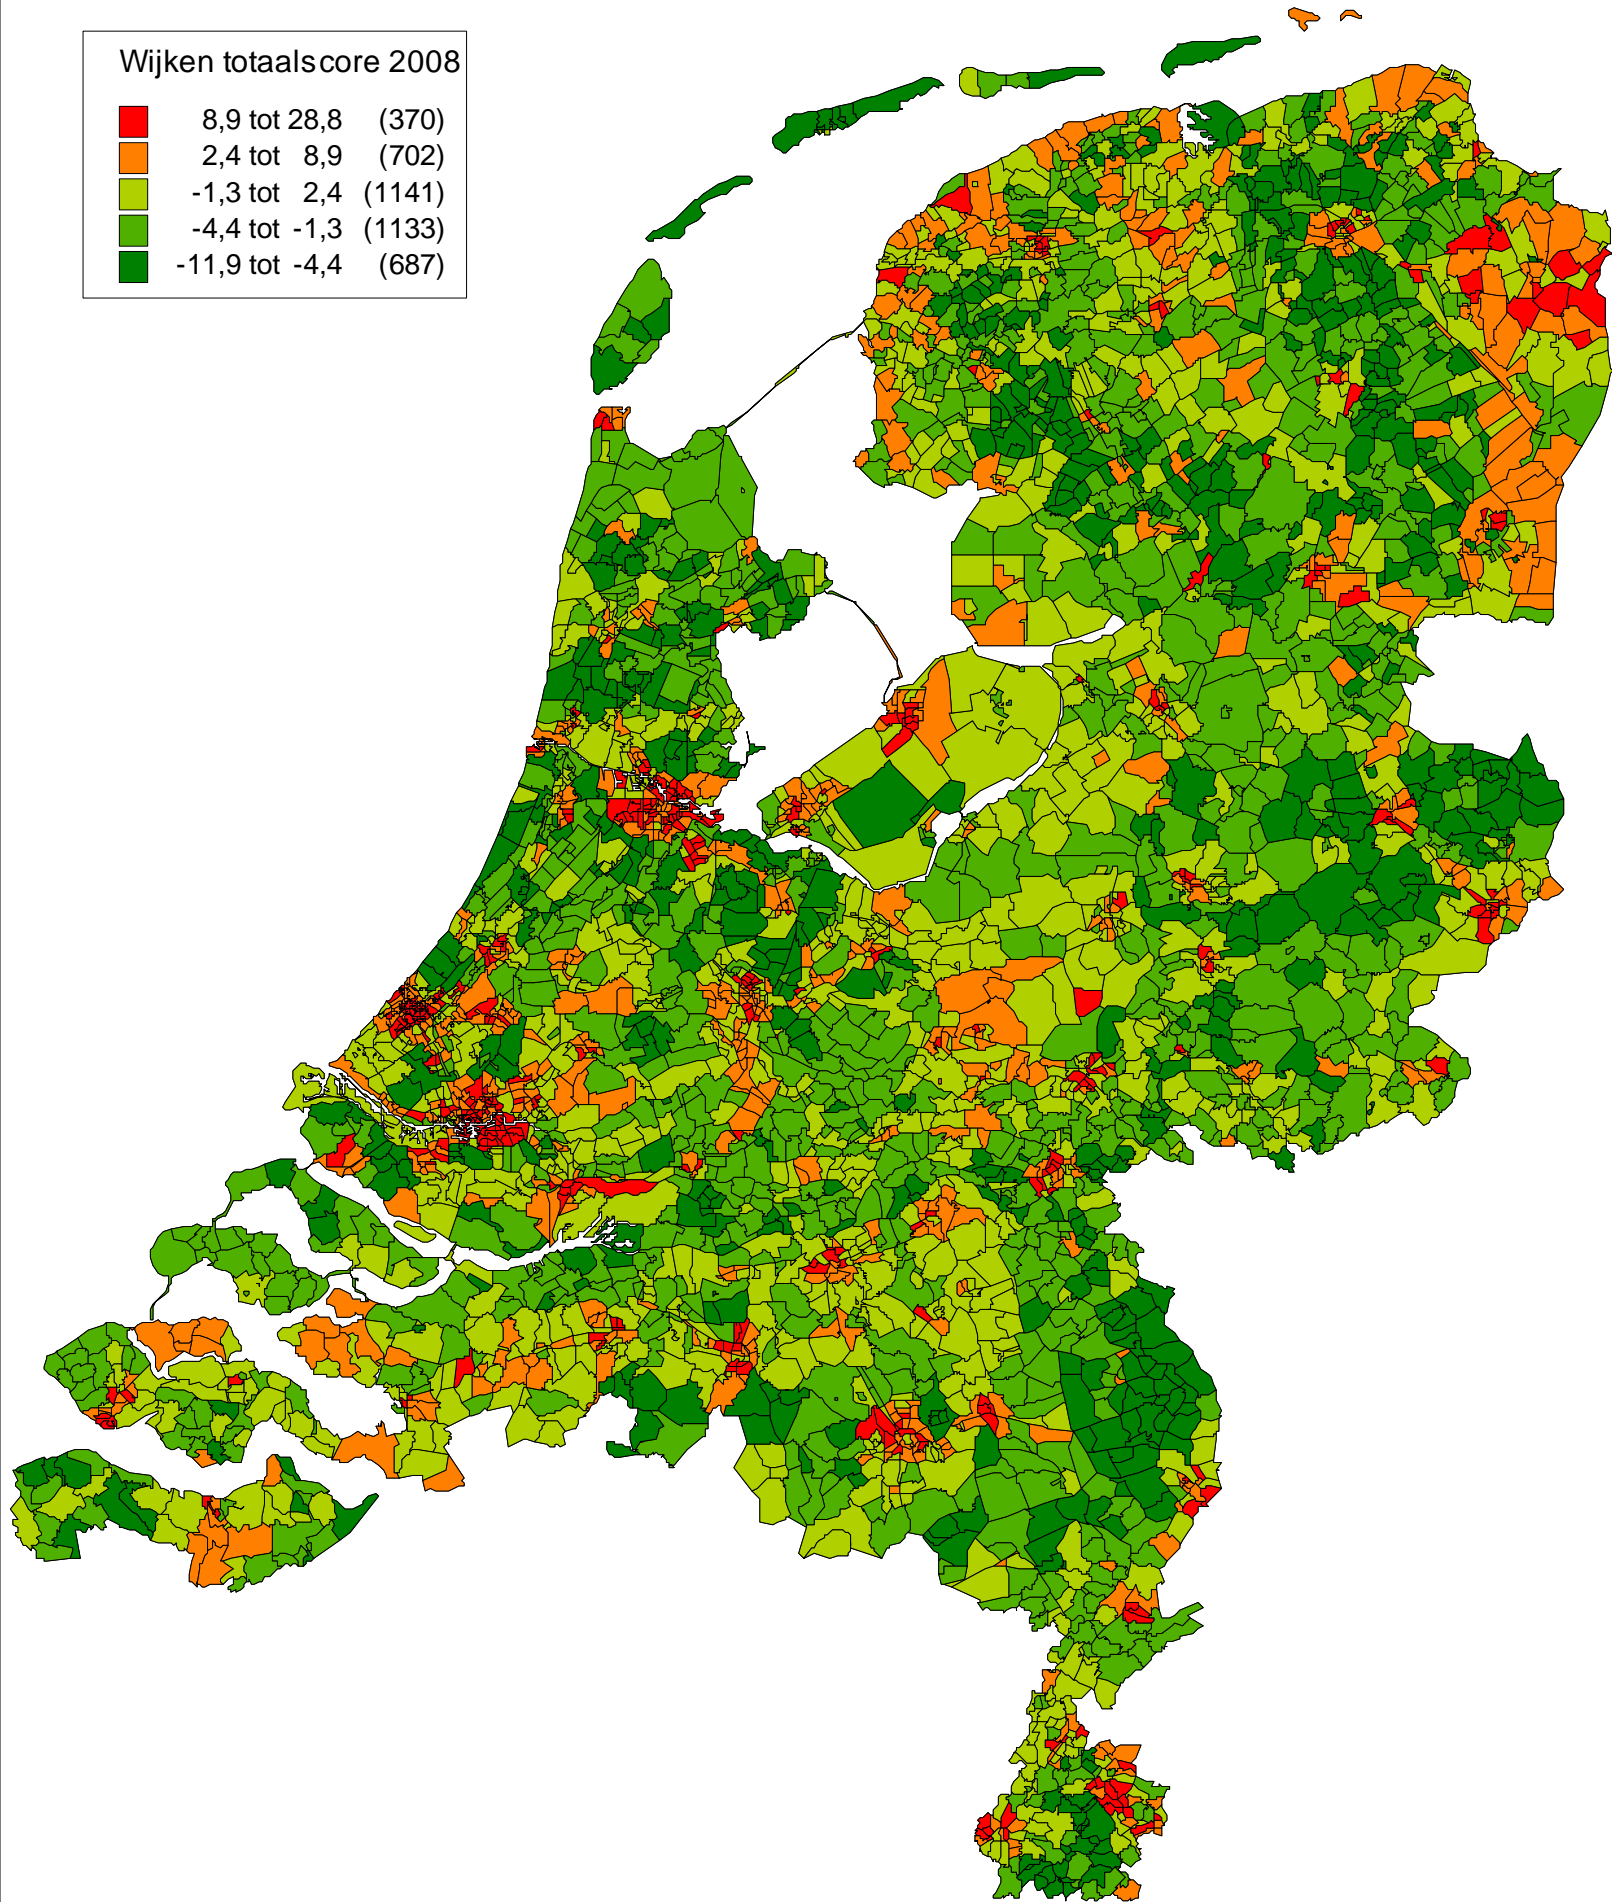 Wijken totaalscore 2008
8,9 tot 28,8 (370)
2,4 tot 8,9 (702)
-1,3 tot 2,4 (1141)
-4,4 tot -1,3 (1133)
-11,9 tot -4,4 (687)